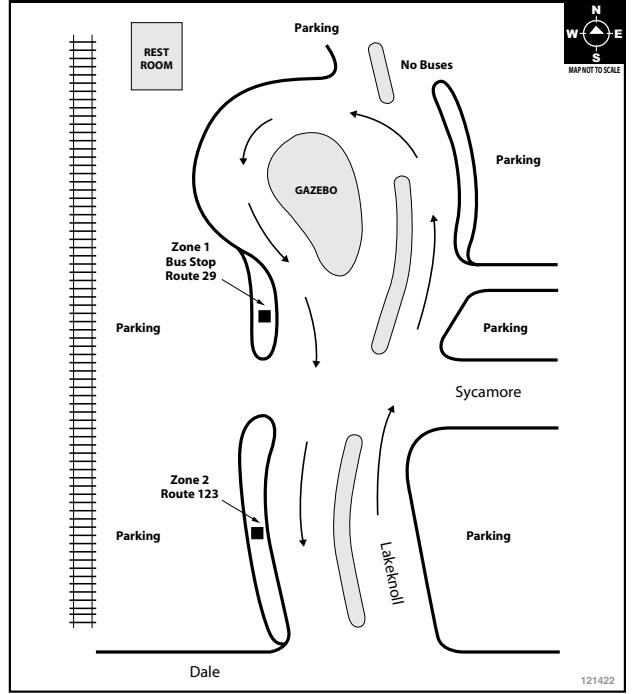 Parking
N
W E
S
MAP NOT TO SCALE
REST
ROOM
No Buses
Parking
GAZEBO
Zone 1
Bus Stop
Route 29
Parking
Parking
Sycamore
Zone 2
Route 123
Parking
Parking
Lakeknoll
Dale
121422